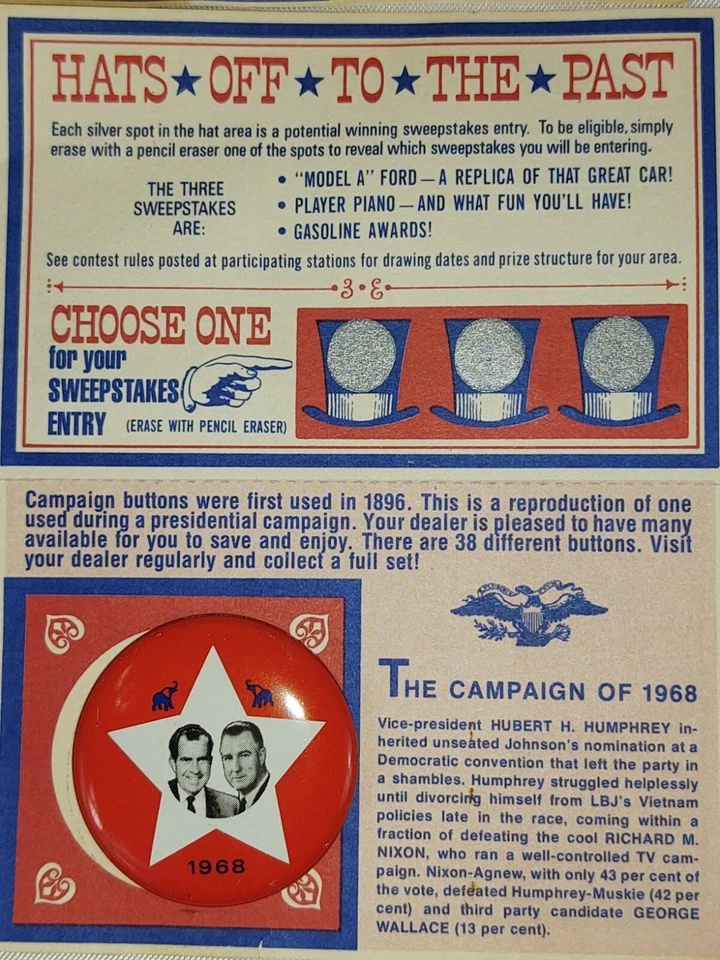 HATS★OFF★TO★THE★PAST
Each silver spot in the hat area is a potential winning sweepstakes entry. To be eligible, simply
erase with a pencil eraser one of the spots to reveal which sweepstakes you will be entering.
THE THREE
SWEEPSTAKES
ARE:
• "MODEL A" FORD — A REPLICA OF THAT GREAT CAR!
• PLAYER PIANO — AND WHAT FUN YOU'LL HAVE!
• GASOLINE AWARDS!
See contest rules posted at participating stations for drawing dates and prize structure for your area.
CHOOSE ONE
for your
SWEEPSTAKES
ENTRY (ERASE WITH PENCIL ERASER)
Campaign buttons were first used in 1896. This is a reproduction of one
used during a presidential campaign. Your dealer is pleased to have many
available for you to save and enjoy. There are 38 different buttons. Visit
your dealer regularly and collect a full set!
1968
THE CAMPAIGN OF 1968
Vice-president HUBERT H. HUMPHREY in-
herited unseated Johnson's nomination at a
Democratic convention that left the party in
a shambles. Humphrey struggled helplessly
until divorcing himself from LBJ's Vietnam
policies late in the race, coming within a
fraction of defeating the cool RICHARD M.
NIXON, who ran a well-controlled TV cam-
paign. Nixon-Agnew, with only 43 per cent of
the vote, defeated Humphrey-Muskie (42 per
cent) and third party candidate GEORGE
WALLACE (13 per cent).